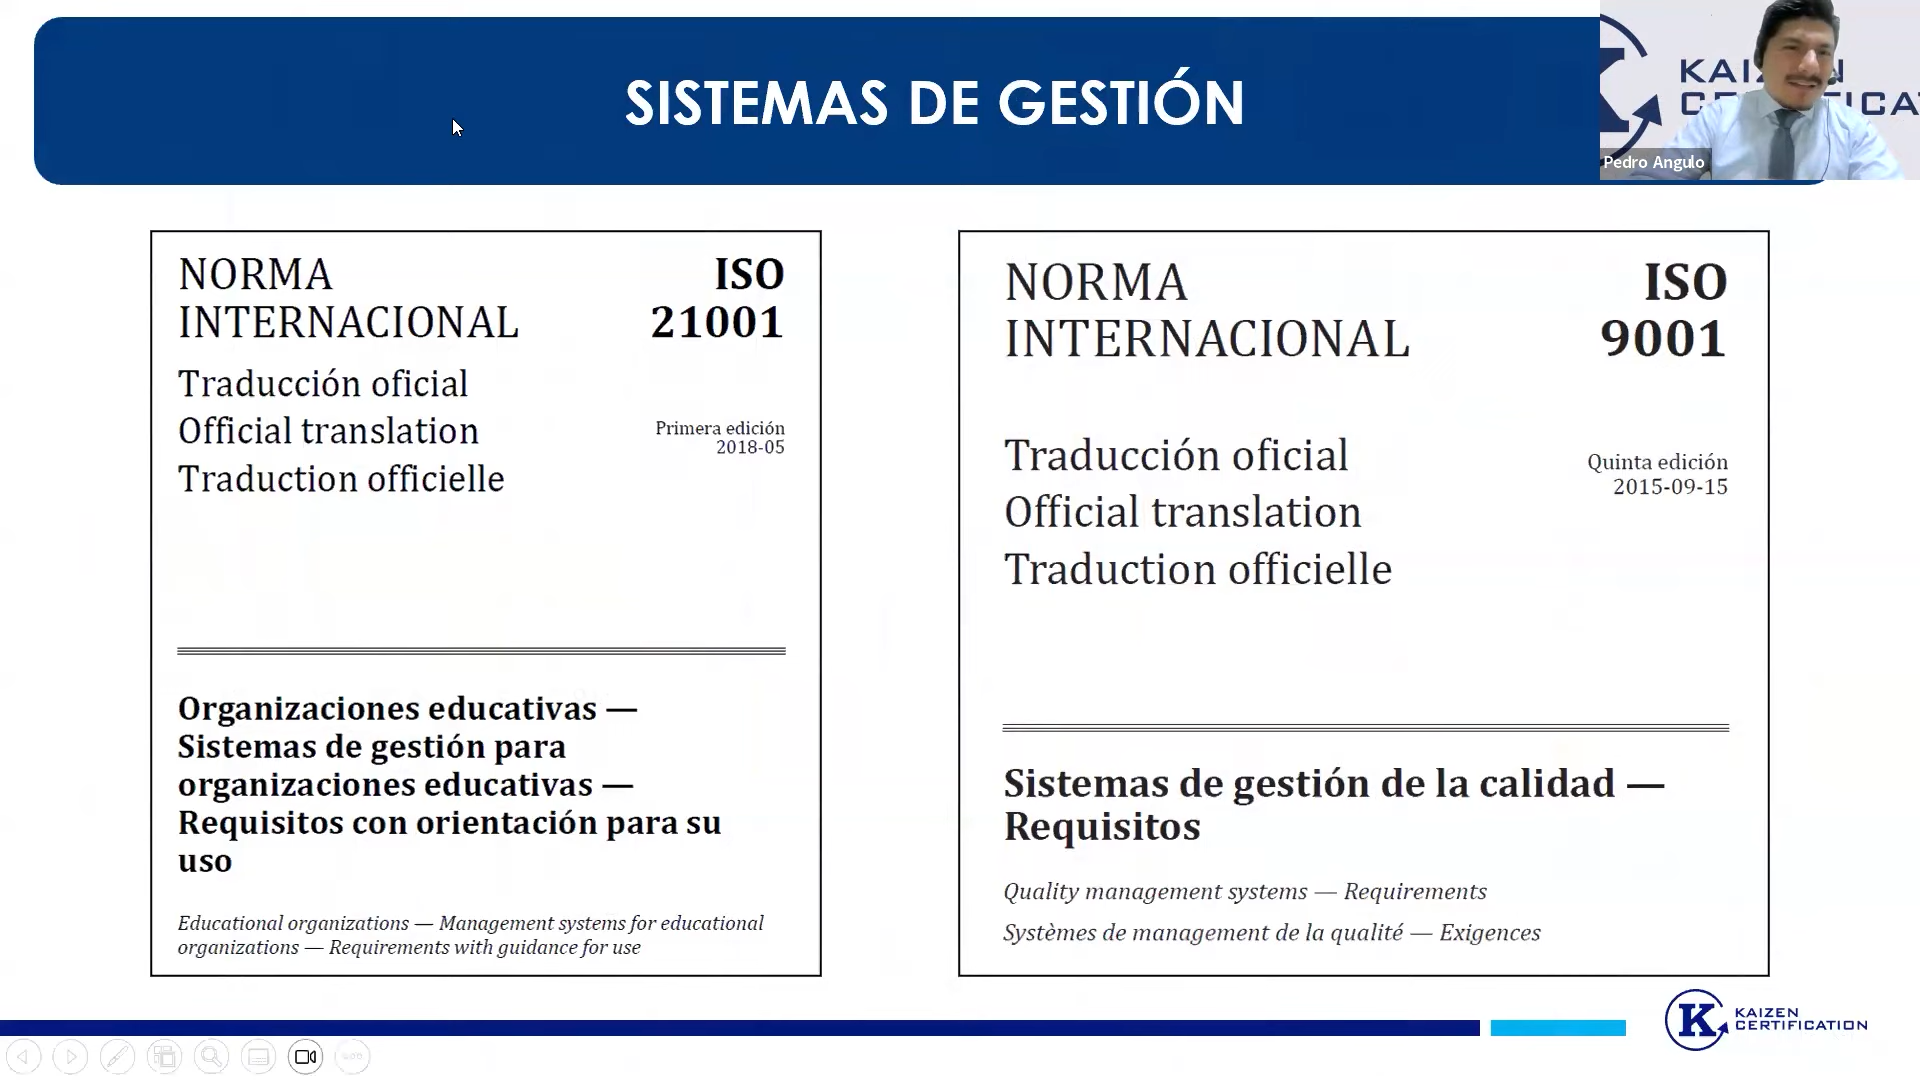 SISTEMAS DE GESTIÓN
Pedro Angulo
NORMA
INTERNACIONAL
ISO
21001
Traducción oficial
Official translation
Traduction officielle
Primera edición
2018-05
Organizaciones educativas —
Sistemas de gestión para
organizaciones educativas —
Requisitos con orientación para su
uso
Educational organizations — Management systems for educational
organizations — Requirements with guidance for use
NORMA
INTERNACIONAL
ISO
9001
Traducción oficial
Official translation
Traduction officielle
Quinta edición
2015-09-15
Sistemas de gestión de la calidad —
Requisitos
Quality management systems — Requirements
Systèmes de management de la qualité — Exigences
K KAIZEN
CERTIFICATION